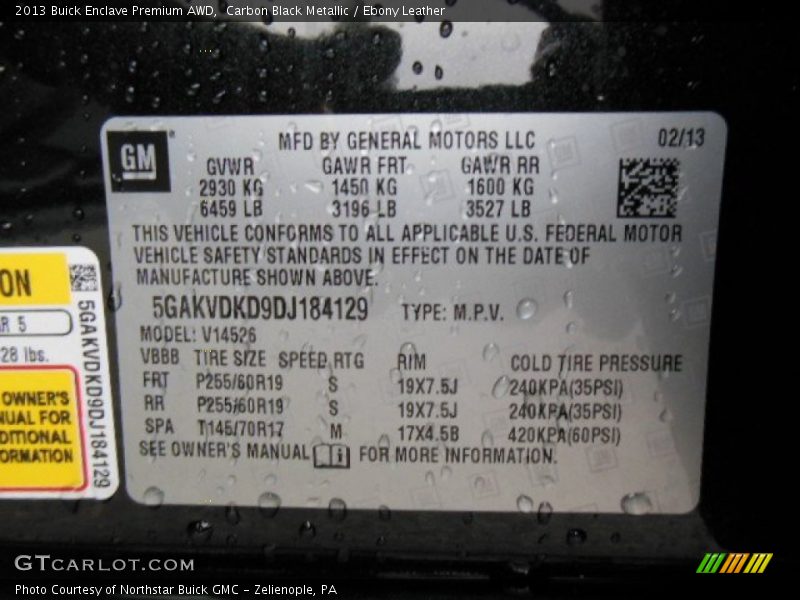 2013 Buick Enclave Premium AWD,  Carbon Black Metallic / Ebony Leather
GM
MFD BY GENERAL MOTORS LLC 02/13
GVWR GAWR FRT GAWR RR
2930 KG 1450 KG 1600 KG
6459 LB 3196 LB 3527 LB
THIS VEHICLE CONFORMS TO ALL APPLICABLE U.S. FEDERAL MOTOR
VEHICLE SAFETY STANDARDS IN EFFECT ON THE DATE OF
MANUFACTURE SHOWN ABOVE.
5GAKVDKD9DJ184129 TYPE: M.P.V.
MODEL: V14526
VBBB TIRE SIZE SPEED RTG RIM COLD TIRE PRESSURE
FRT P255/60R19 S 19X7.5J 240KPA(35PSI)
RR P255/60R19 S 19X7.5J 240KPA(35PSI)
SPA T145/70R17 M 17X4.5B 420KPA(60PSI)
SEE OWNER'S MANUAL FOR MORE INFORMATION.
ON
AR 5
28 lbs.
OWNER'S
NUAL FOR
DITIONAL
ORMATION
5GAKVDKD9DJ184129
GTCARLOT.COM
Photo Courtesy of Northstar Buick GMC - Zelienople, PA